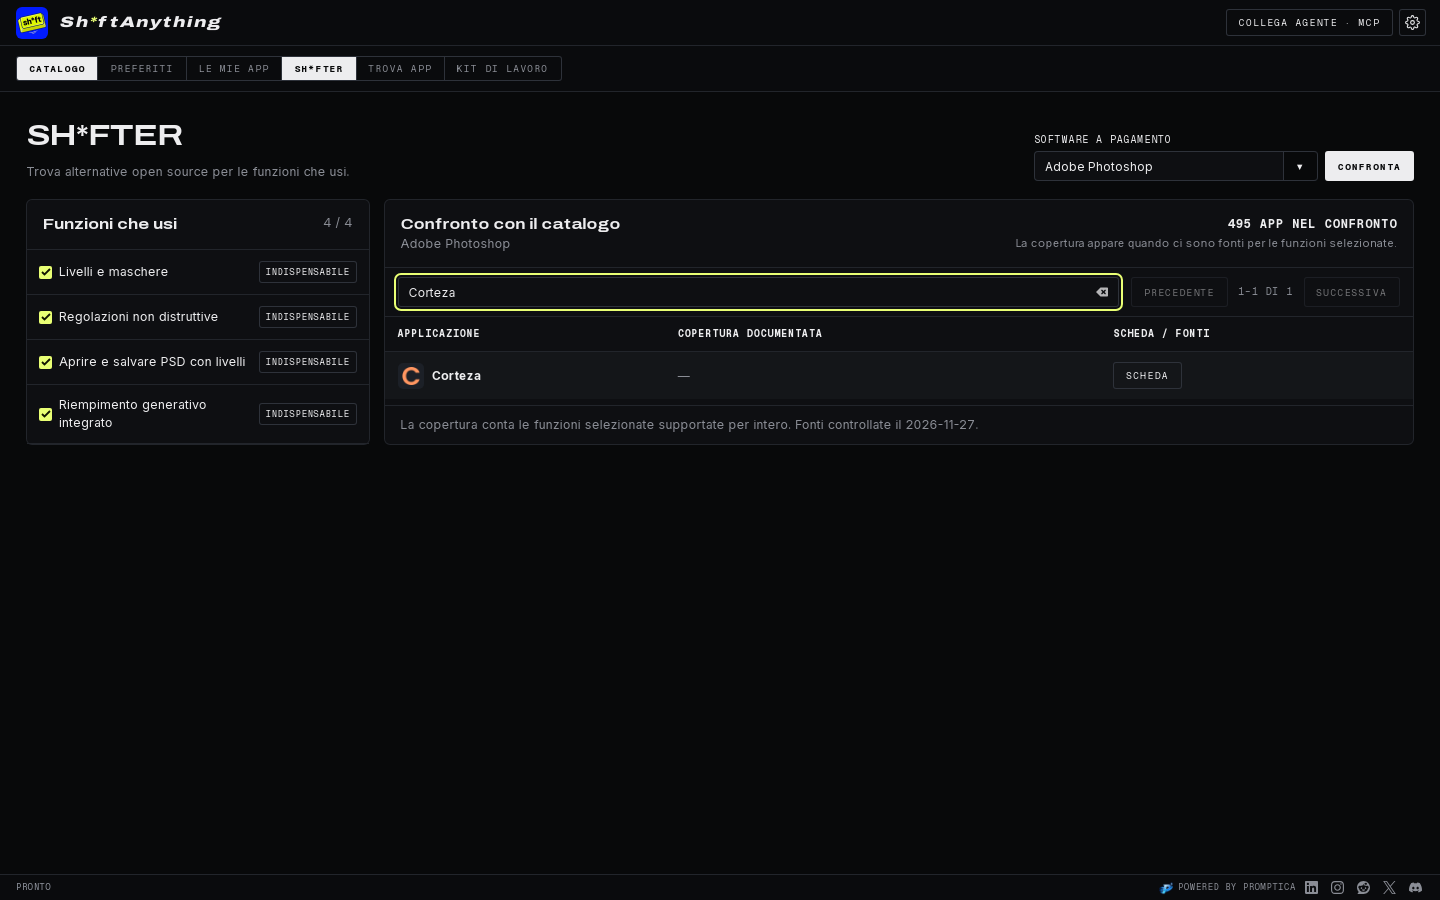 sh*ft
Sh*ftAnything
COLLEGA AGENTE · MCP
CATALOGO
PREFERITI
LE MIE APP
SH*FTER
TROVA APP
KIT DI LAVORO
SH*FTER
Trova alternative open source per le funzioni che usi.
SOFTWARE A PAGAMENTO
Adobe Photoshop
CONFRONTA
Funzioni che usi
4 / 4
Livelli e maschere
INDISPENSABILE
Regolazioni non distruttive
INDISPENSABILE
Aprire e salvare PSD con livelli
INDISPENSABILE
Riempimento generativo
integrato
INDISPENSABILE
Confronto con il catalogo
Adobe Photoshop
495 APP NEL CONFRONTO
La copertura appare quando ci sono fonti per le funzioni selezionate.
Corteza
PRECEDENTE
1-1 DI 1
SUCCESSIVA
APPLICAZIONE
COPERTURA DOCUMENTATA
SCHEDA / FONTI
Corteza
—
SCHEDA
La copertura conta le funzioni selezionate supportate per intero. Fonti controllate il 2026-11-27.
PRONTO
POWERED BY PROMPTICA